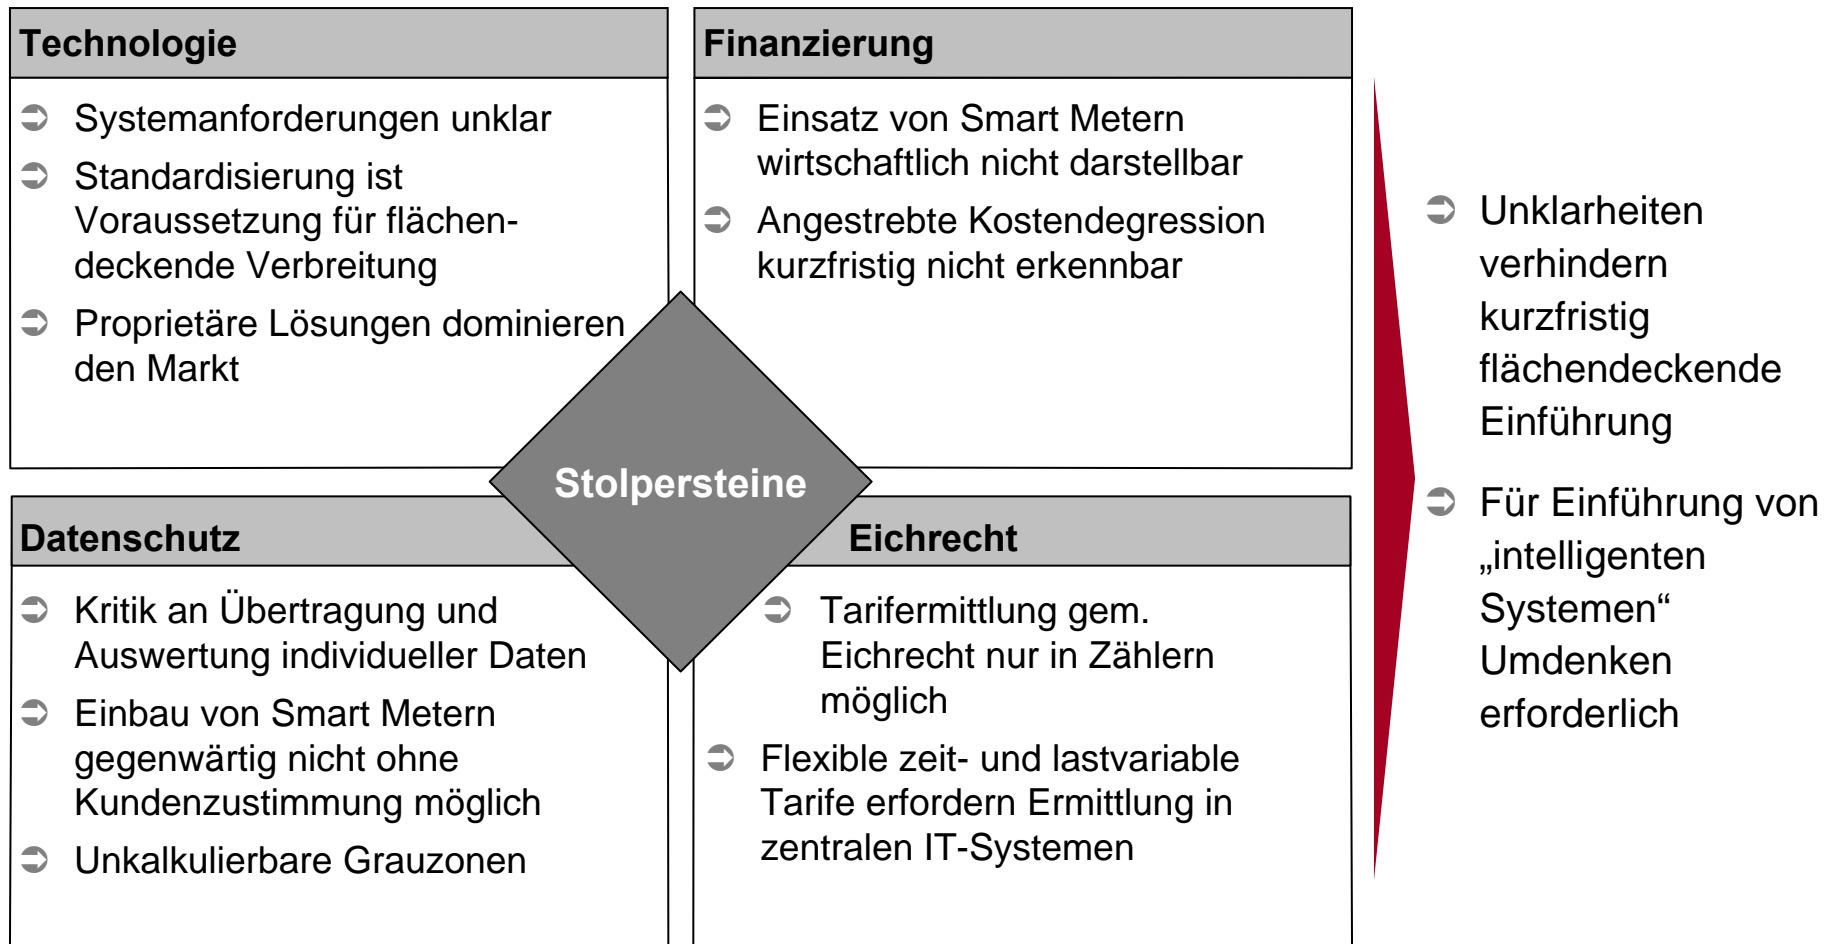 Technologie
Systemanforderungen unklar
Standardisierung ist
Voraussetzung für flächen-
deckende Verbreitung
Proprietäre Lösungen dominieren
den Markt
Finanzierung
Einsatz von Smart Metern
wirtschaftlich nicht darstellbar
Angestrebte Kostendegression
kurzfristig nicht erkennbar
Stolpersteine
Datenschutz
Kritik an Übertragung und
Auswertung individueller Daten
Einbau von Smart Metern
gegenwärtig nicht ohne
Kundenzustimmung möglich
Unkalkulierbare Grauzonen
Eichrecht
Tarifermittlung gem.
Eichrecht nur in Zählern
möglich
Flexible zeit- und lastvariable
Tarife erfordern Ermittlung in
zentralen IT-Systemen
Unklarheiten
verhindern
kurzfristig
flächendeckende
Einführung
Für Einführung von
„intelligenten
Systemen“
Umdenken
erforderlich